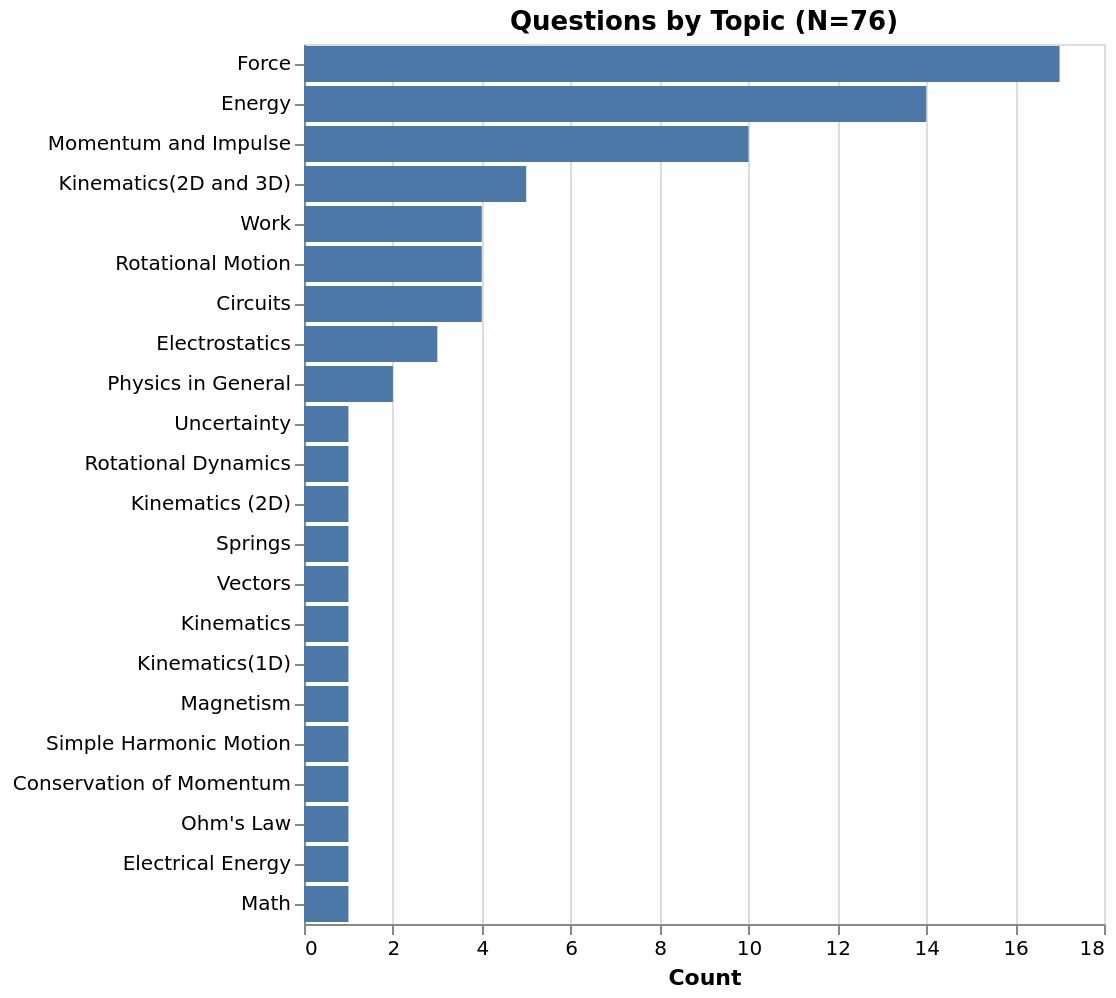 Questions by Topic (N=76)
Force
Energy
Momentum and Impulse
Kinematics(2D and 3D)
Work
Rotational Motion
Circuits
Electrostatics
Physics in General
Uncertainty
Rotational Dynamics
Kinematics (2D)
Springs
Vectors
Kinematics
Kinematics(1D)
Magnetism
Simple Harmonic Motion
Conservation of Momentum
Ohm's Law
Electrical Energy
Math
0 2 4 6 8 10 12 14 16 18
Count